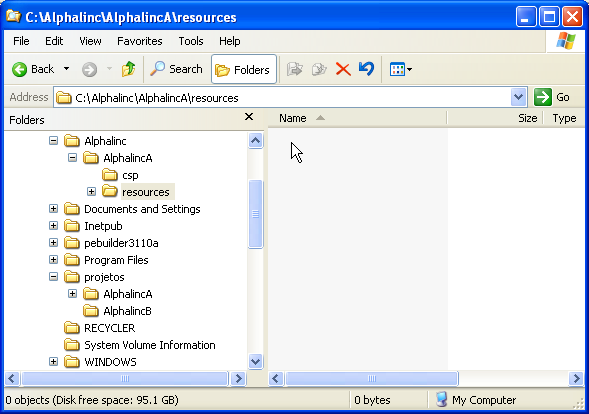 C:\Alphalinc\AlphalincA\resources
File Edit View Favorites Tools Help
Back Search Folders
Address C:\Alphalinc\AlphalincA\resources Go
Folders
Name Size Type
Alphalinc
AlphalincA
csp
resources
Documents and Settings
Inetpub
pebuilder3110a
Program Files
projetos
AlphalincA
AlphalincB
RECYCLER
System Volume Information
WINDOWS
0 objects (Disk free space: 95.1 GB) 0 bytes My Computer